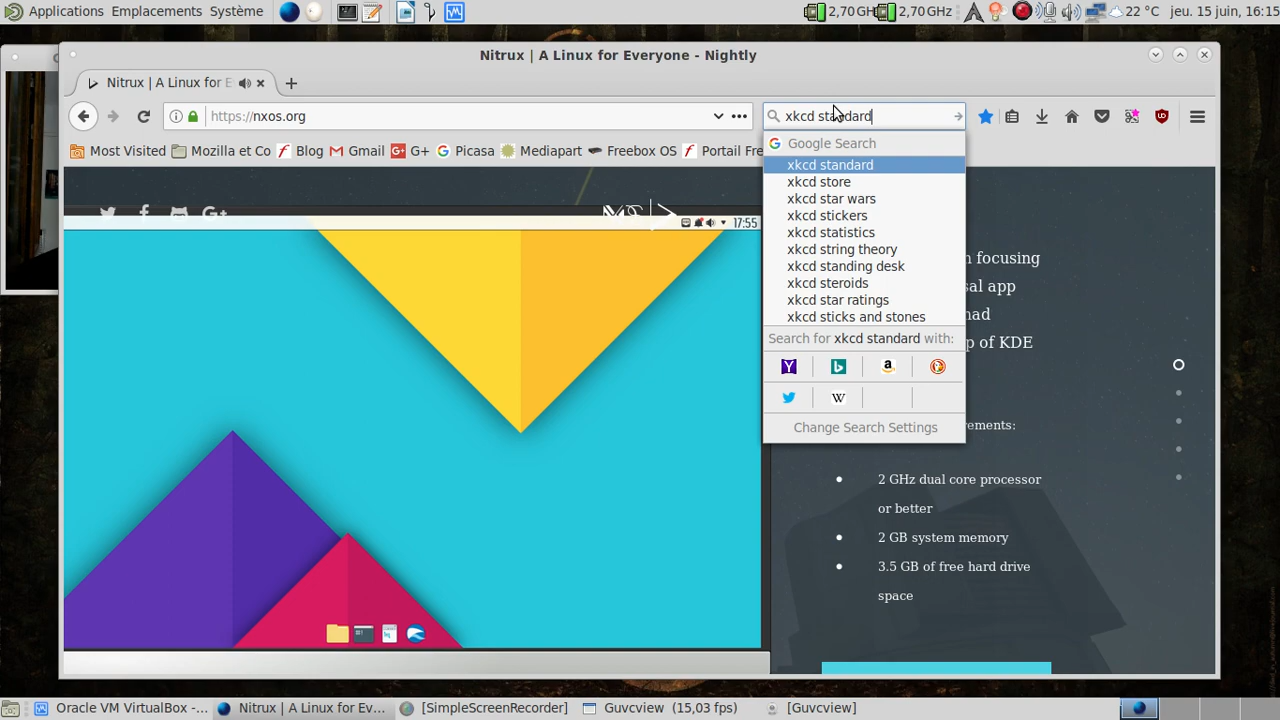 Applications Emplacements Système
2,70 GHz 2,70 GHz
22 °C jeu. 15 juin, 16:15
Nitrux | A Linux for Everyone - Nightly
Nitrux | A Linux for E
https://nxos.org
xkcd standard
Most Visited Mozilla et Co Blog Gmail G+ Picasa Mediapart Freebox OS Portail Fre
Google Search
xkcd standard
xkcd store
xkcd star wars
xkcd stickers
xkcd statistics
xkcd string theory
xkcd standing desk
xkcd steroids
xkcd star ratings
xkcd sticks and stones
Search for xkcd standard with:
Change Search Settings
17:55
focusing
sal app
had
p of KDE
ements:
2 GHz dual core processor
or better
2 GB system memory
3.5 GB of free hard drive
space
Oracle VM VirtualBox -...
Nitrux | A Linux for Ev...
[SimpleScreenRecorder]
Guvcview (15,03 fps)
[Guvcview]